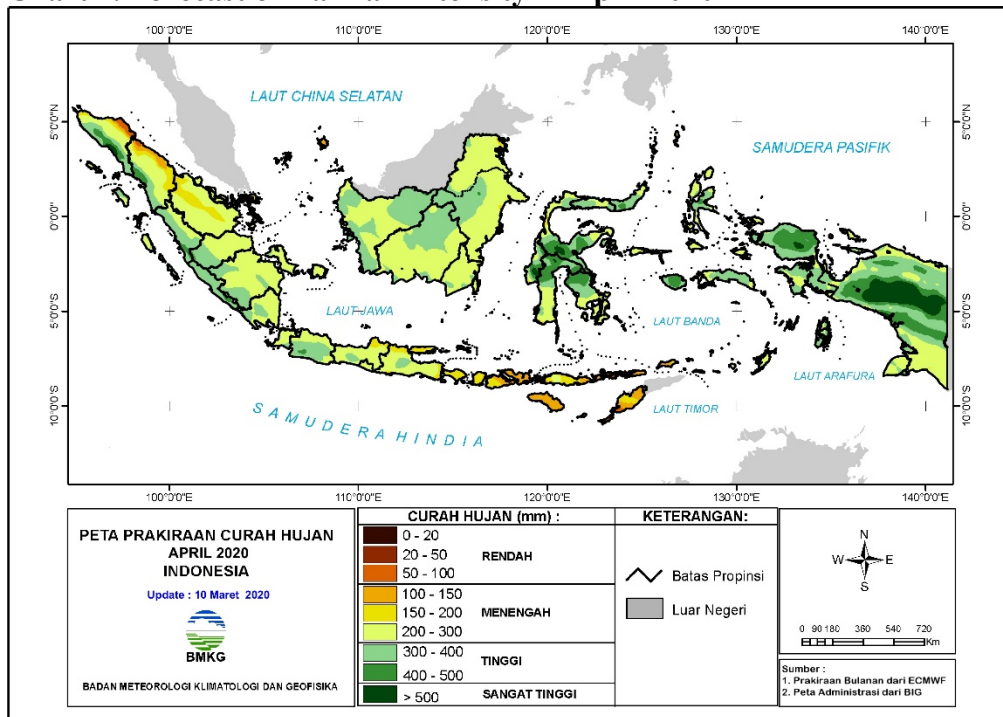 100°0'0"E 110°0'0"E 120°0'0"E 130°0'0"E 140°0'0"E
LAUT CHINA SELATAN
5°0'0"N 5°0'0"N
SAMUDERA PASIFIK
0°0'0" 0°0'0"
5°0'0"S 5°0'0"S
LAUT JAWA
LAUT BANDA
LAUT ARAFURA
10°0'0"S 10°0'0"S
LAUT TIMOR
SAMUDERA HINDIA
100°0'0"E 110°0'0"E 120°0'0"E 130°0'0"E 140°0'0"E
PETA PRAKIRAAN CURAH HUJAN
APRIL 2020
INDONESIA
Update : 10 Maret 2020
BMKG
BADAN METEOROLOGI KLIMATOLOGI DAN GEOFISIKA
CURAH HUJAN (mm) :
0 - 20
20 - 50 RENDAH
50 - 100
100 - 150
150 - 200 MENENGAH
200 - 300
300 - 400 TINGGI
400 - 500
> 500 SANGAT TINGGI
KETERANGAN:
Batas Propinsi
Luar Negeri
N
W E
S
0 90 180 360 540 720
Km
Sumber :
1. Prakiraan Bulanan dari ECMWF
2. Peta Administrasi dari BIG